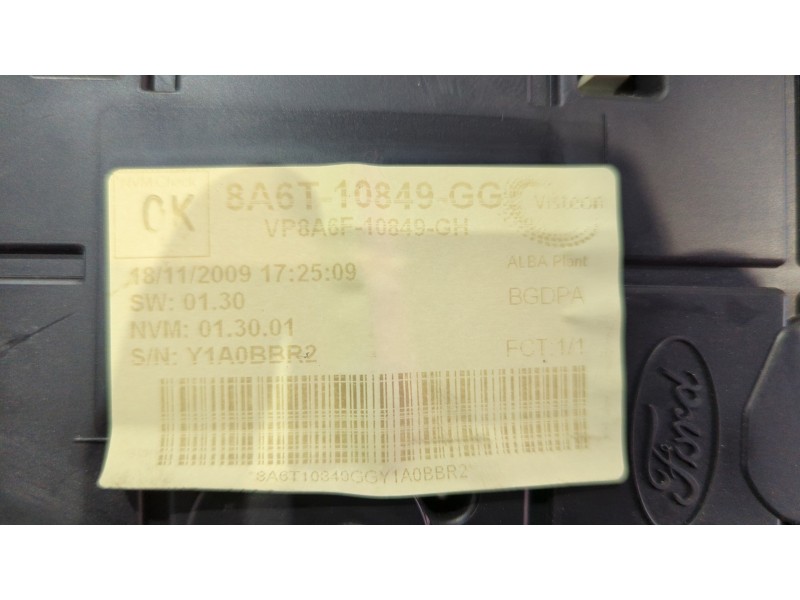 OK
8A6T-10849-GG
Visteon
VP8A6F-10849-GH
ALBA Plant
18/11/2009 17:25:09
SW: 01.30
BGDPA
NVM: 01.30.01
S/N: Y1A0BBR2
FCT:1/1
*8A6T10849GGY1A0BBR2*
Ford